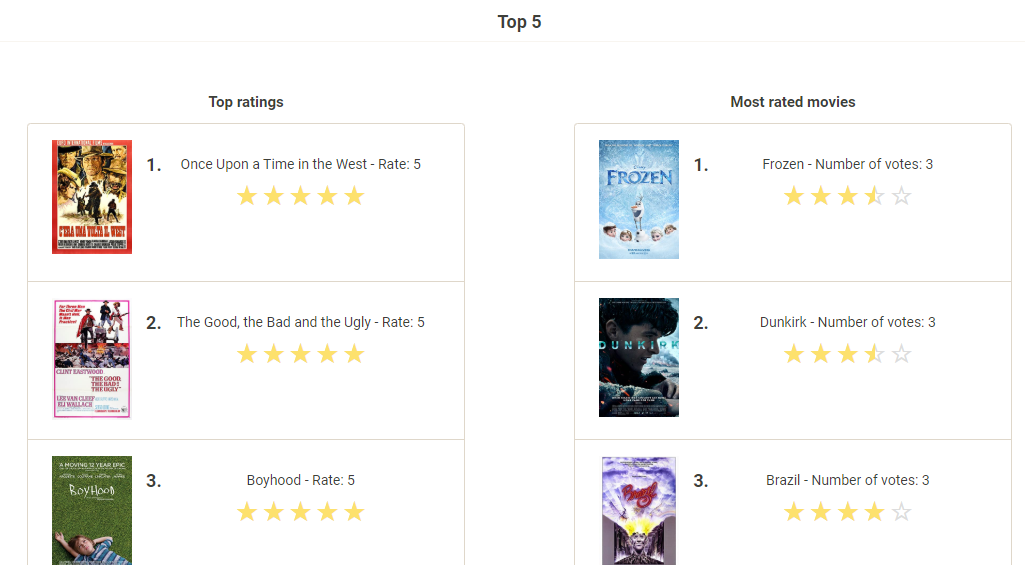 Top 5
Top ratings
1.
Once Upon a Time in the West - Rate: 5
C'ERA UNA VOLTA IL WEST
2.
The Good, the Bad and the Ugly - Rate: 5
CLINT EASTWOOD
"THE GOOD,
THE BAD &
THE UGLY"
LEE VAN CLEEF
ELI WALLACH
3.
Boyhood - Rate: 5
A MOVING 12 YEAR EPIC
BOYHOOD
Most rated movies
1.
Frozen - Number of votes: 3
FROZEN
2.
Dunkirk - Number of votes: 3
DUNKIRK
3.
Brazil - Number of votes: 3
Brazil